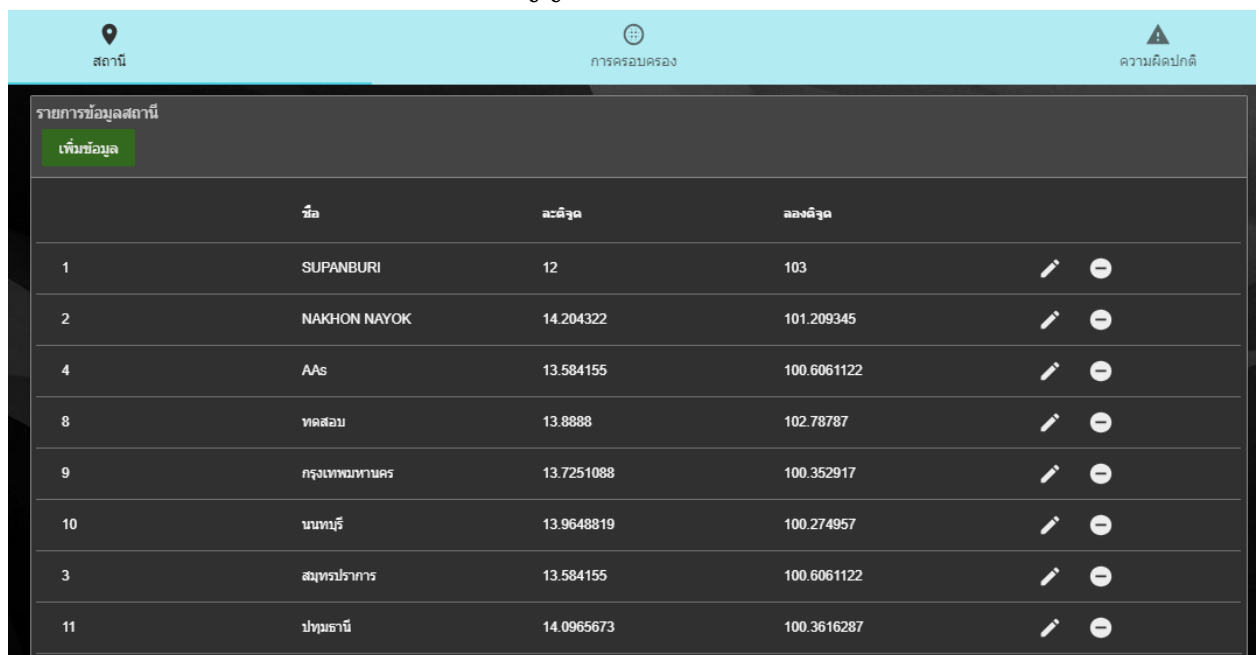 สถานี
การครอบครอง
ความผิดปกติ
รายการข้อมูลสถานี
เพิ่มข้อมูล
ชื่อ ละติจูด ลองติจูด
1 SUPANBURI 12 103
2 NAKHON NAYOK 14.204322 101.209345
4 AAs 13.584155 100.6061122
8 ทดสอบ 13.8888 102.78787
9 กรุงเทพมหานคร 13.7251088 100.352917
10 นนทบุรี 13.9648819 100.274957
3 สมุทรปราการ 13.584155 100.6061122
11 ปทุมธานี 14.0965673 100.3616287